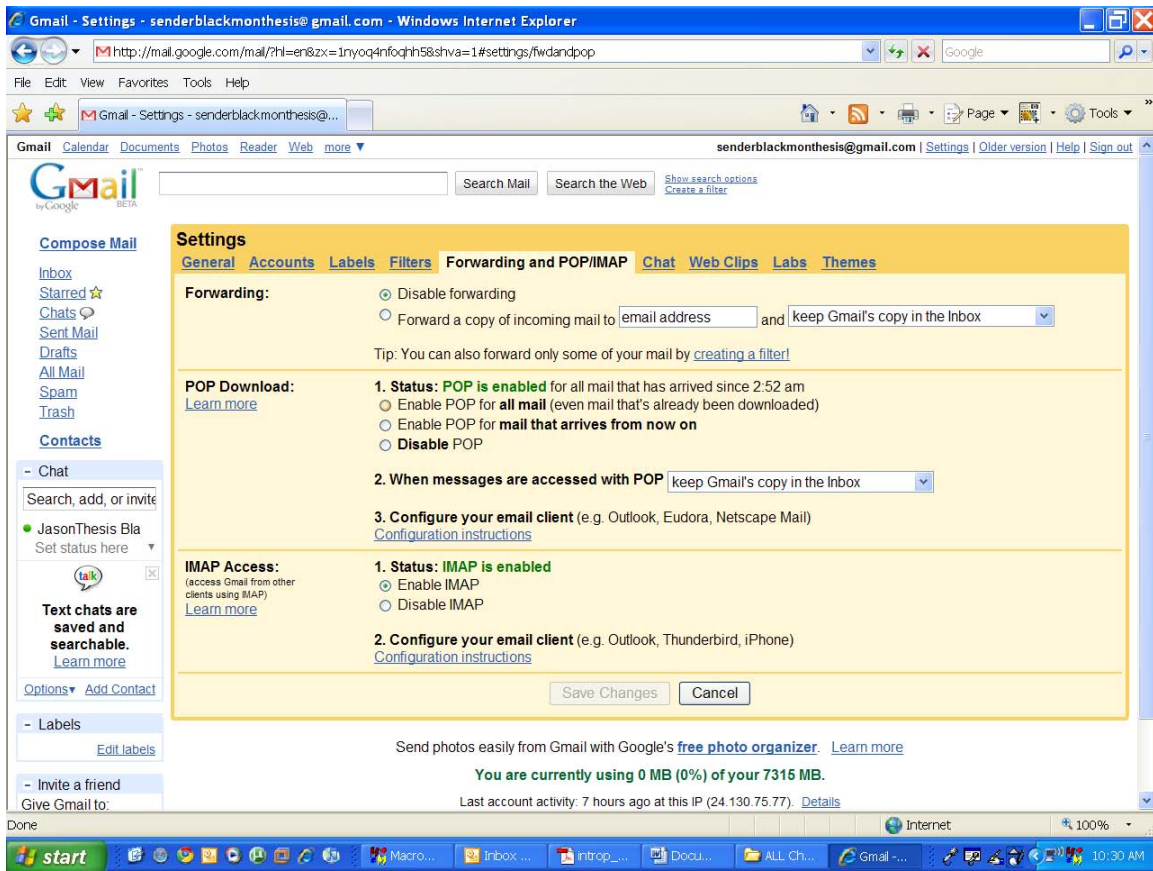 Gmail - Settings - senderblackmonthesis@gmail.com - Windows Internet Explorer
http://mail.google.com/mail/?hl=en&zx=1nyoq4nfoqhh5&shva=1#settings/fwdandpop
Google
File Edit View Favorites Tools Help
Gmail - Settings - senderblackmonthesis@...
Page Tools
Gmail Calendar Documents Photos Reader Web more ▼ senderblackmonthesis@gmail.com | Settings | Older version | Help | Sign out
Gmail by Google BETA
Search Mail Search the Web Show search options
Create a filter
Compose Mail
Inbox
Starred
Chats
Sent Mail
Drafts
All Mail
Spam
Trash
Contacts
– Chat
Search, add, or invite
JasonThesis Bla
Set status here
talk
Text chats are
saved and
searchable.
Learn more
Options▾ Add Contact
– Labels
Edit labels
– Invite a friend
Give Gmail to:
Settings
General Accounts Labels Filters Forwarding and POP/IMAP Chat Web Clips Labs Themes
Forwarding:
Disable forwarding
Forward a copy of incoming mail to email address and keep Gmail's copy in the Inbox
Tip: You can also forward only some of your mail by creating a filter!
POP Download:
Learn more
1. Status: POP is enabled for all mail that has arrived since 2:52 am
Enable POP for all mail (even mail that's already been downloaded)
Enable POP for mail that arrives from now on
Disable POP
2. When messages are accessed with POP keep Gmail's copy in the Inbox
3. Configure your email client (e.g. Outlook, Eudora, Netscape Mail)
Configuration instructions
IMAP Access:
(access Gmail from other
clients using IMAP)
Learn more
1. Status: IMAP is enabled
Enable IMAP
Disable IMAP
2. Configure your email client (e.g. Outlook, Thunderbird, iPhone)
Configuration instructions
Save Changes Cancel
Send photos easily from Gmail with Google's free photo organizer. Learn more
You are currently using 0 MB (0%) of your 7315 MB.
Last account activity: 7 hours ago at this IP (24.130.75.77). Details
Done Internet 100%
start Macro... Inbox ... introp_... Docu... ALL Ch... Gmail -... 10:30 AM